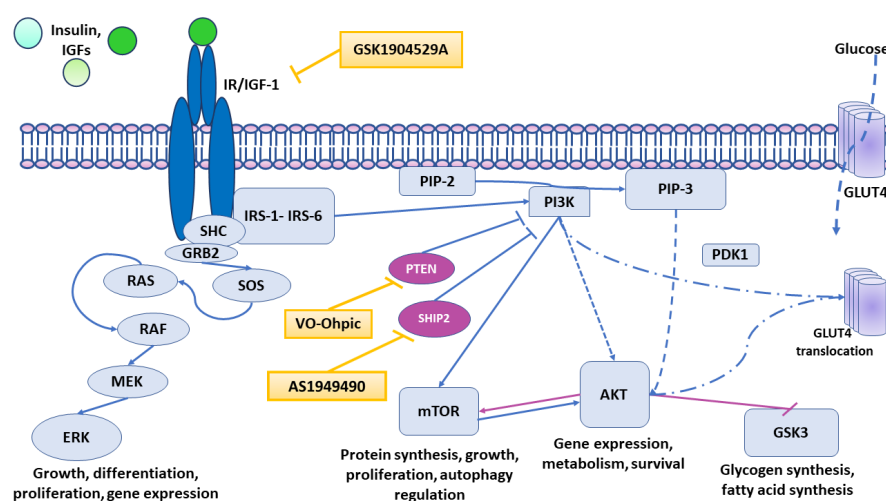 Insulin,
IGFs
GSK1904529A
IR/IGF-1
Glucose
GLUT4
PIP-2
PIP-3
IRS-1- IRS-6
PI3K
SHC
GRB2
PDK1
PTEN
RAS
SOS
VO-Ohpic
SHIP2
RAF
GLUT4
translocation
AS1949490
MEK
mTOR
AKT
GSK3
ERK
Growth, differentiation,
proliferation, gene expression
Protein synthesis, growth,
proliferation, autophagy
regulation
Gene expression,
metabolism, survival
Glycogen synthesis,
fatty acid synthesis